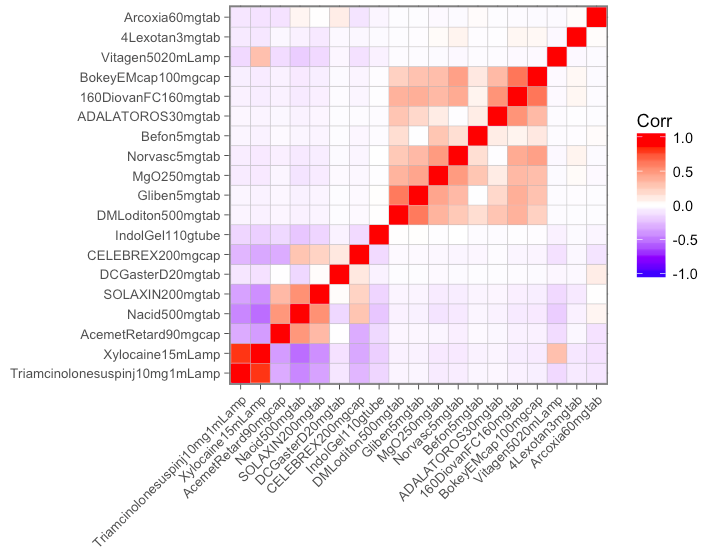 Arcoxia60mgtab
4Lexotan3mgtab
Vitagen5020mLamp
BokeyEMcap100mgcap
160DiovanFC160mgtab
ADALATOROS30mgtab
Befon5mgtab
Norvasc5mgtab
MgO250mgtab
Gliben5mgtab
DMLoditon500mgtab
IndolGel110gtube
CELEBREX200mgcap
DCGasterD20mgtab
SOLAXIN200mgtab
Nacid500mgtab
AcemetRetard90mgcap
Xylocaine15mLamp
Triamcinolonesuspinj10mg1mLamp
Corr
1.0
0.5
0.0
-0.5
-1.0
Triamcinolonesuspinj10mg1mLamp
Xylocaine15mLamp
AcemetRetard90mgcap
Nacid500mgtab
SOLAXIN200mgtab
DCGasterD20mgtab
CELEBREX200mgcap
IndolGel110gtube
DMLoditon500mgtab
Gliben5mgtab
MgO250mgtab
Norvasc5mgtab
Befon5mgtab
ADALATOROS30mgtab
160DiovanFC160mgtab
BokeyEMcap100mgcap
Vitagen5020mLamp
4Lexotan3mgtab
Arcoxia60mgtab